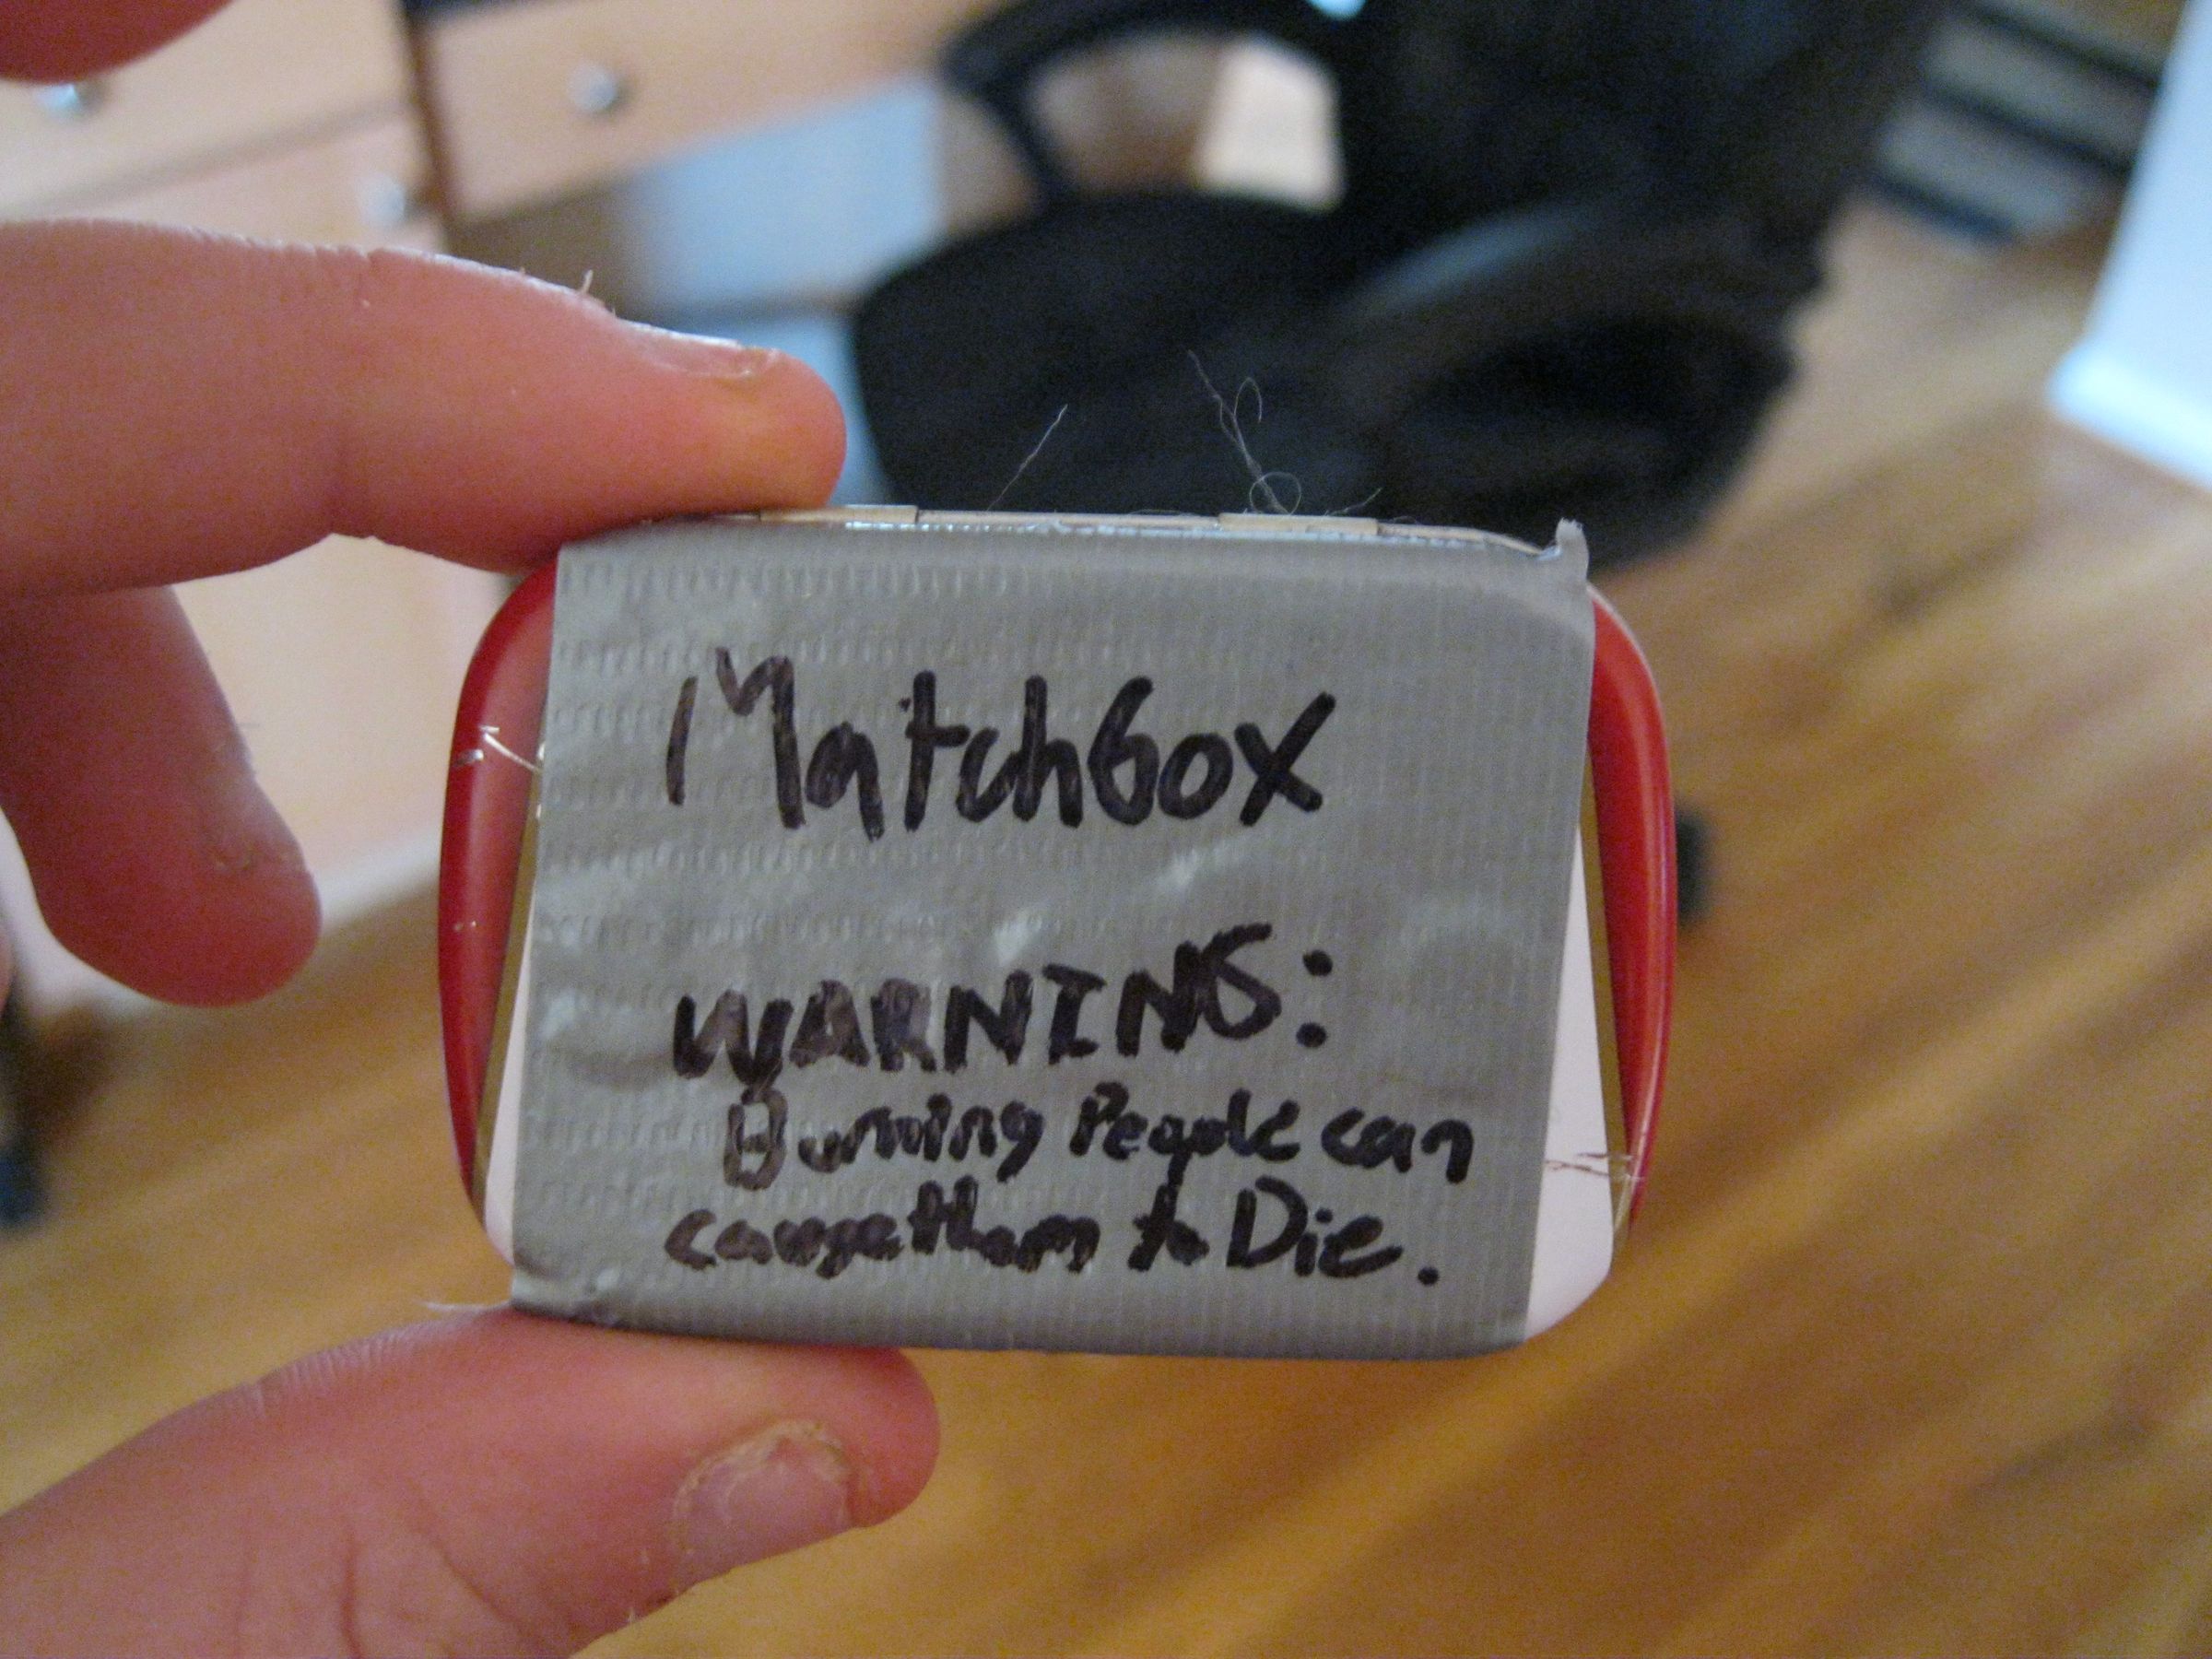 Matchbox
WARNING:
Burning People can
cause them to Die.